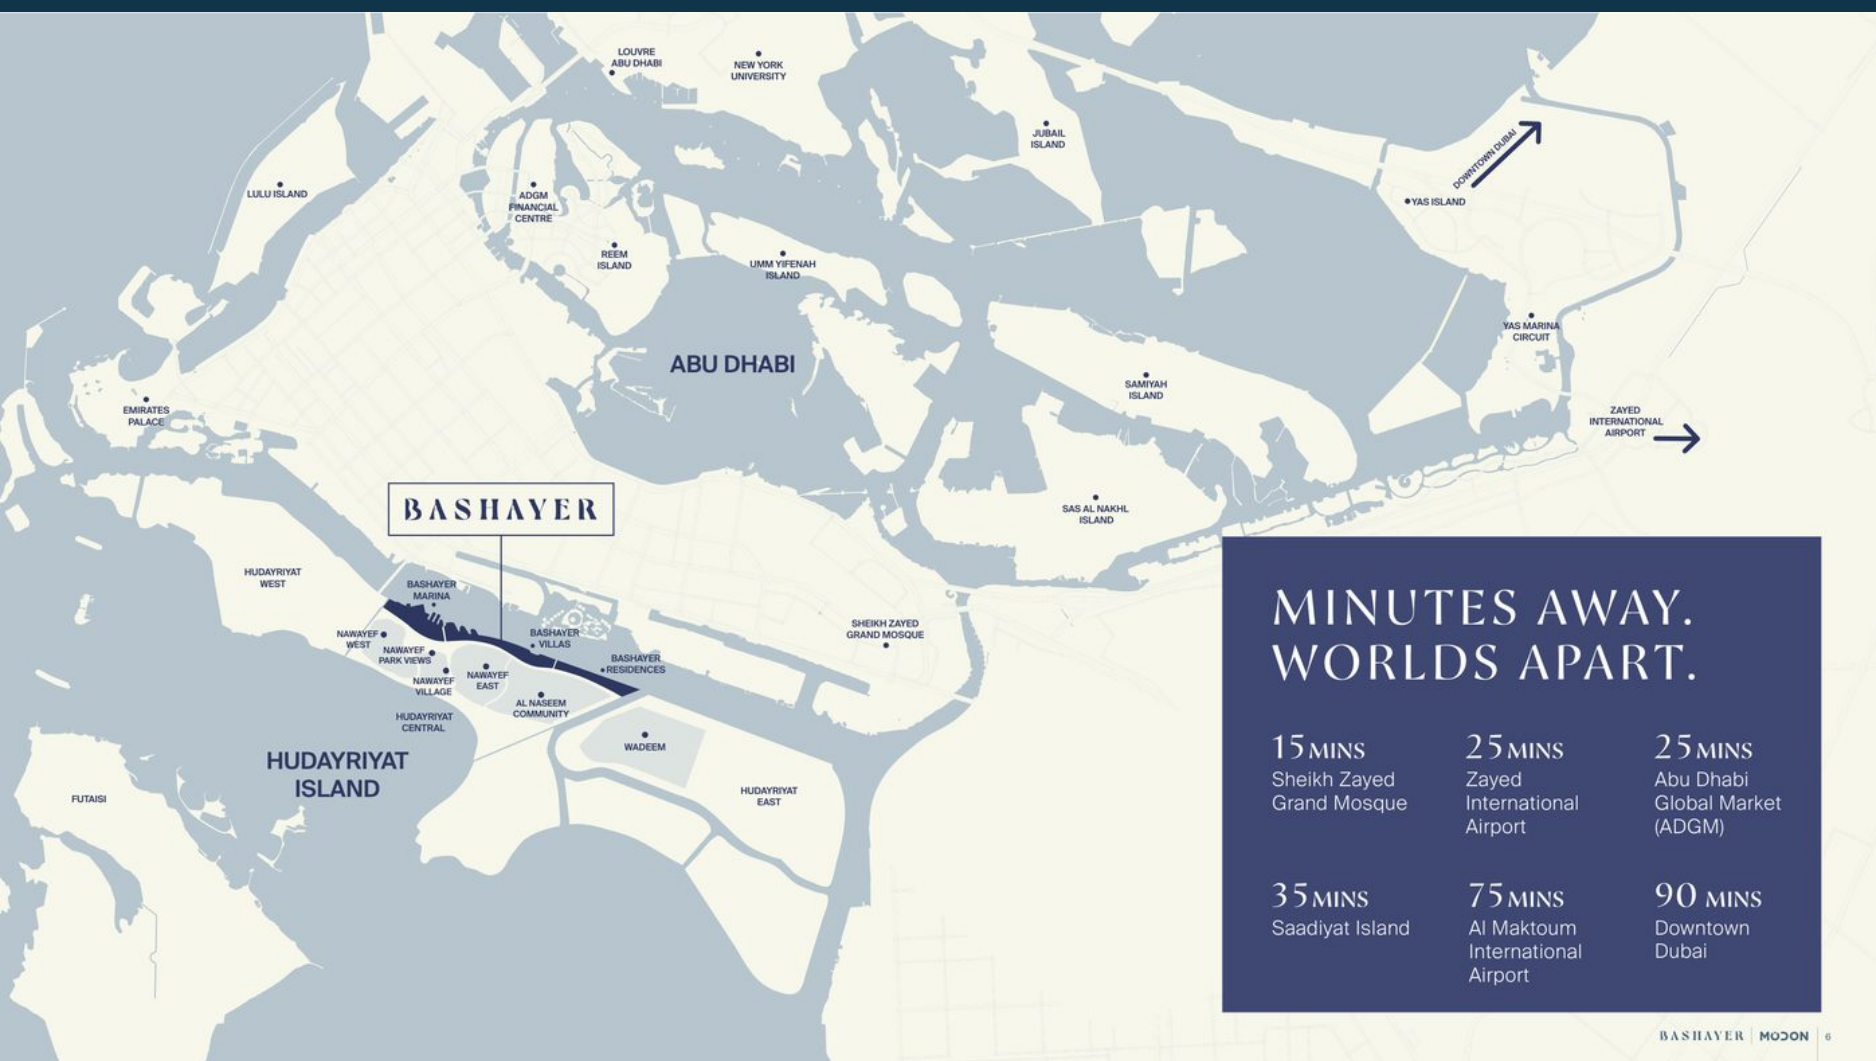 LOUVRE
ABU DHABI
NEW YORK
UNIVERSITY
JUBAIL
ISLAND
DOWNTOWN DUBAI
YAS ISLAND
LULU ISLAND
ADGM
FINANCIAL
CENTRE
REEM
ISLAND
UMM YIFENAH
ISLAND
YAS MARINA
CIRCUIT
ABU DHABI
SAMIYAH
ISLAND
EMIRATES
PALACE
ZAYED
INTERNATIONAL
AIRPORT
BASHAYER
SAS AL NAKHL
ISLAND
HUDAYRIYAT
WEST
BASHAYER
MARINA
NAWAYEF
WEST
NAWAYEF
PARK VIEWS
NAWAYEF
VILLAGE
NAWAYEF
EAST
BASHAYER
VILLAS
BASHAYER
RESIDENCES
SHEIKH ZAYED
GRAND MOSQUE
AL NASEEM
COMMUNITY
HUDAYRIYAT
CENTRAL
WADEEM
HUDAYRIYAT
ISLAND
HUDAYRIYAT
EAST
FUTAISI
MINUTES AWAY.
WORLDS APART.
15 MINS
Sheikh Zayed
Grand Mosque
25 MINS
Zayed
International
Airport
25 MINS
Abu Dhabi
Global Market
(ADGM)
35 MINS
Saadiyat Island
75 MINS
Al Maktoum
International
Airport
90 MINS
Downtown
Dubai
BASHAYER | MODON | 6